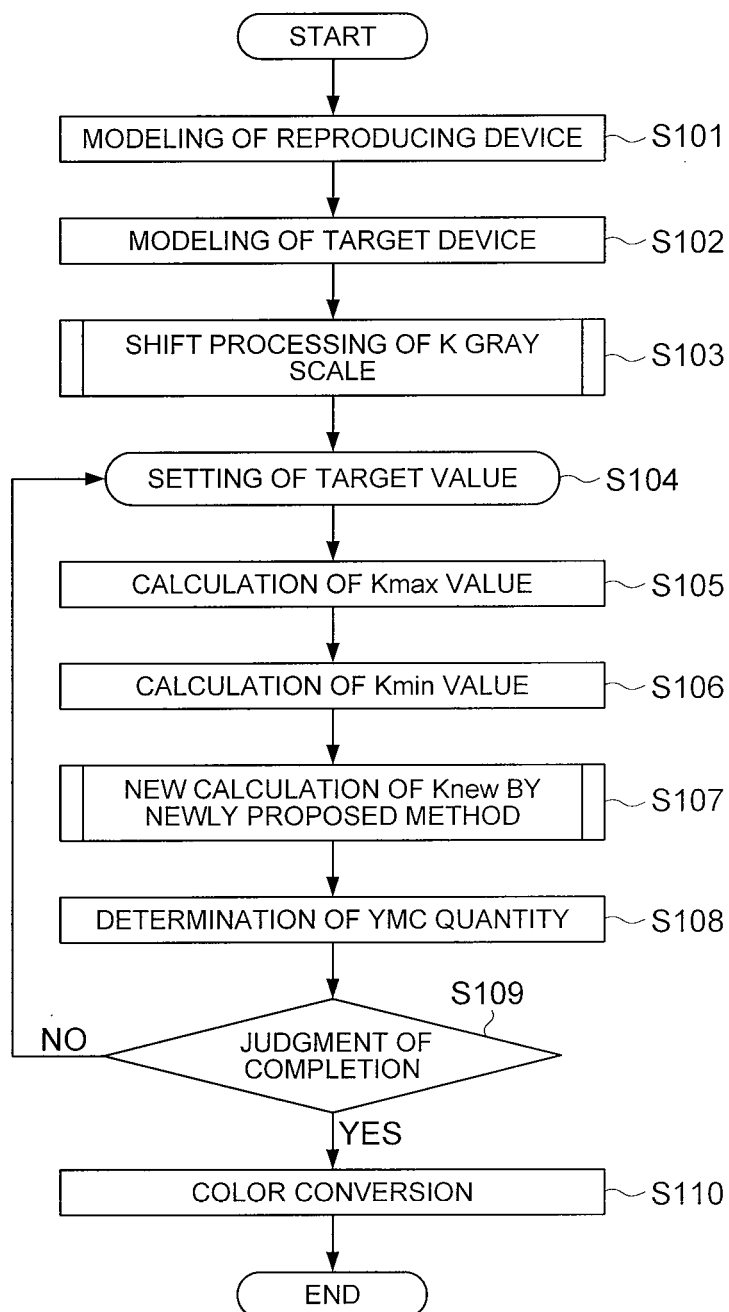 START
MODELING OF REPRODUCING DEVICE
S101
MODELING OF TARGET DEVICE
S102
SHIFT PROCESSING OF K GRAY
SCALE
S103
SETTING OF TARGET VALUE
S104
CALCULATION OF Kmax VALUE
S105
CALCULATION OF Kmin VALUE
S106
NEW CALCULATION OF Knew BY
NEWLY PROPOSED METHOD
S107
DETERMINATION OF YMC QUANTITY
S108
S109
NO
JUDGMENT OF
COMPLETION
YES
COLOR CONVERSION
S110
END